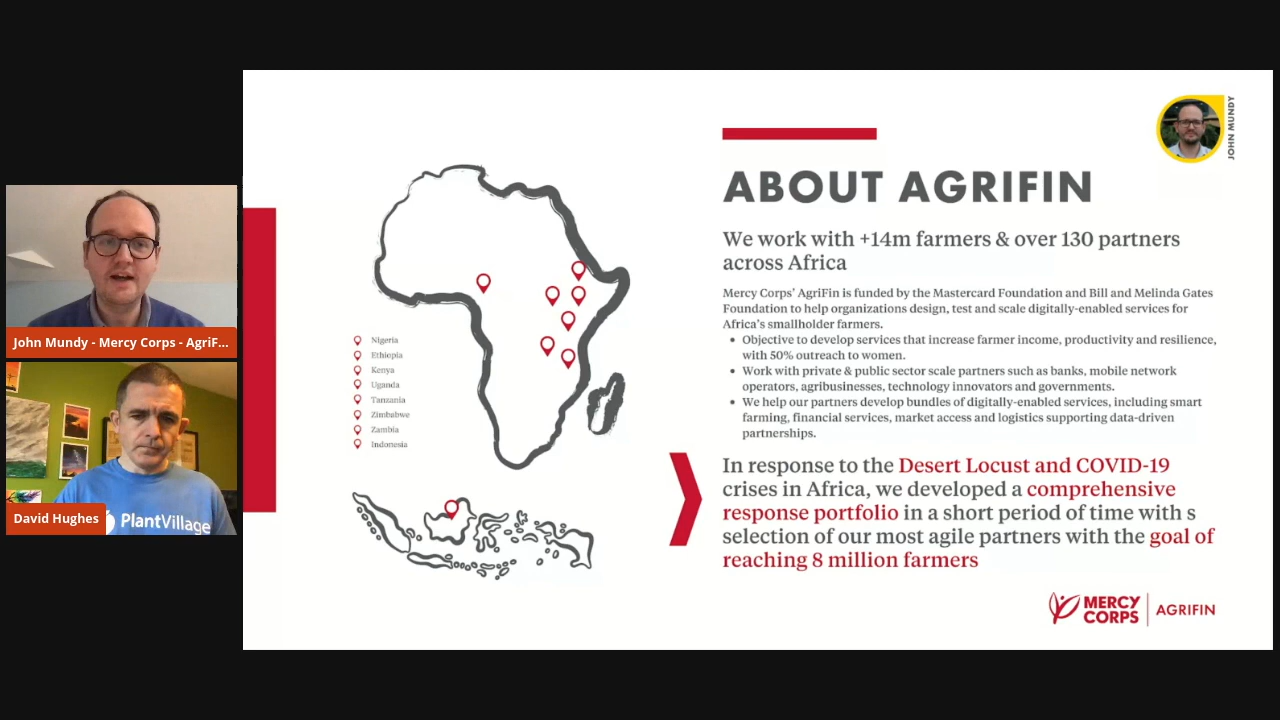 John Mundy - Mercy Corps - AgriF...
David Hughes
PlantVillage
JOHN MUNDY
ABOUT AGRIFIN
We work with +14m farmers & over 130 partners
across Africa
Mercy Corps' AgriFin is funded by the Mastercard Foundation and Bill and Melinda Gates
Foundation to help organizations design, test and scale digitally-enabled services for
Africa's smallholder farmers.
• Objective to develop services that increase farmer income, productivity and resilience,
with 50% outreach to women.
• Work with private & public sector scale partners such as banks, mobile network
operators, agribusinesses, technology innovators and governments.
• We help our partners develop bundles of digitally-enabled services, including smart
farming, financial services, market access and logistics supporting data-driven
partnerships.
Nigeria
Ethiopia
Kenya
Uganda
Tanzania
Zimbabwe
Zambia
Indonesia
In response to the Desert Locust and COVID-19
crises in Africa, we developed a comprehensive
response portfolio in a short period of time with s
selection of our most agile partners with the goal of
reaching 8 million farmers
MERCY
CORPS
AGRIFIN